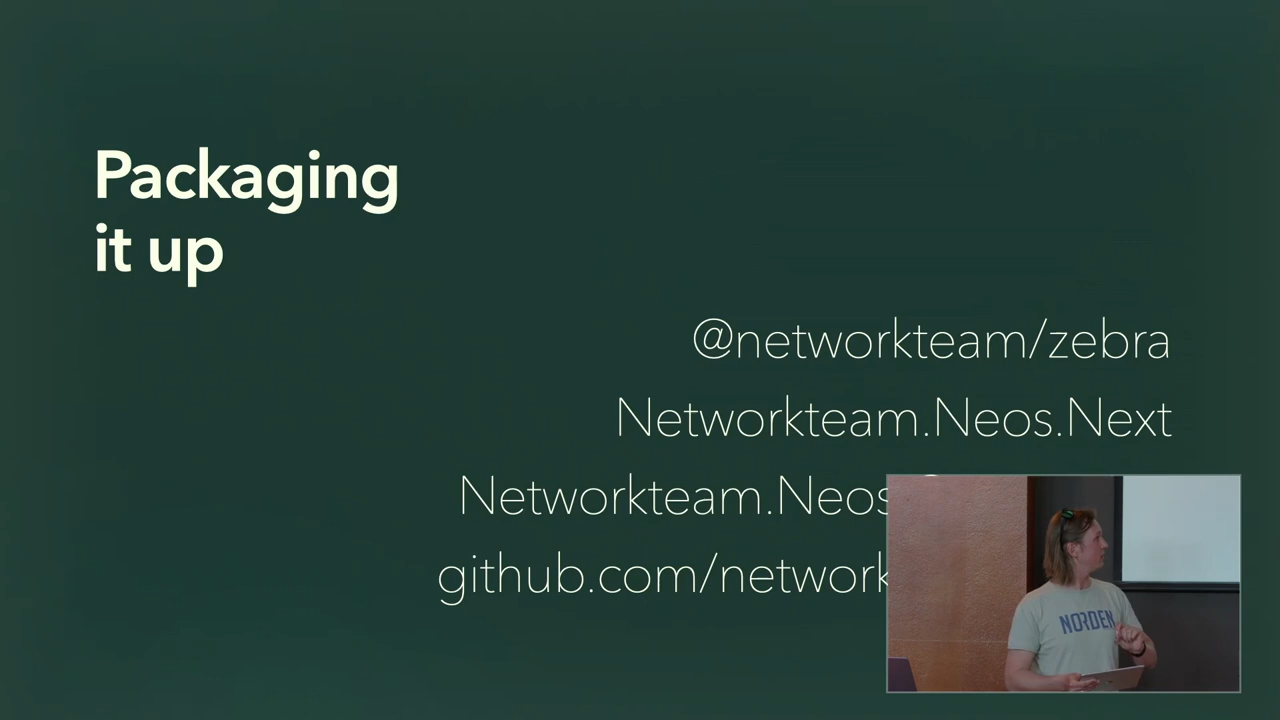 Packaging
it up
@networkteam/zebra
Networkteam.Neos.Next
Networkteam.Neos
github.com/network
NORDEN